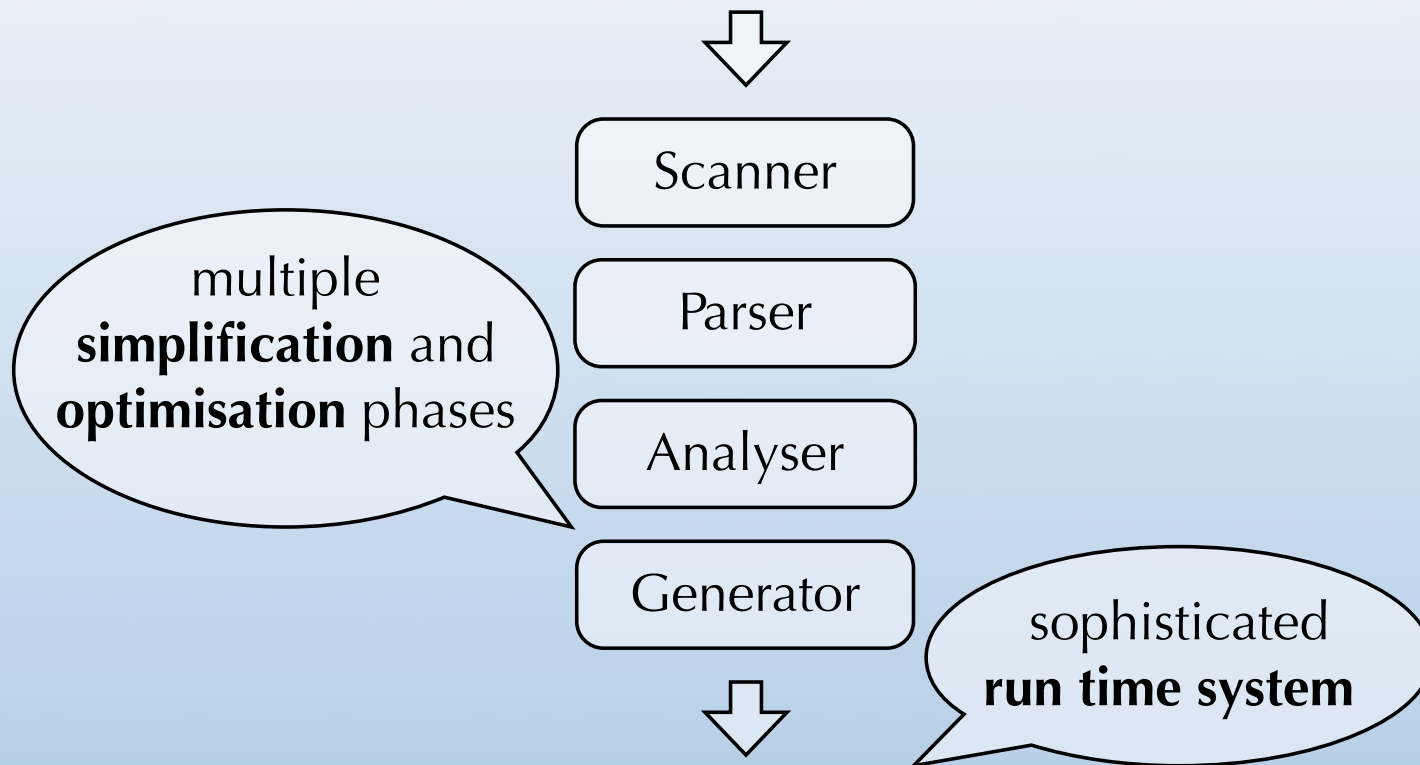 Scanner
multiple
simplification and
optimisation phases
Parser
Analyser
Generator
sophisticated
run time system